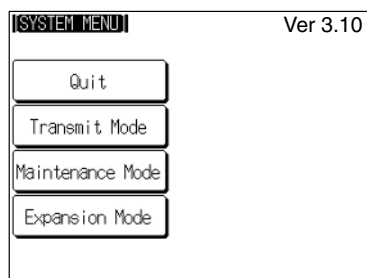 [SYSTEM MENU] Ver 3.10
Quit
Transmit Mode
Maintenance Mode
Expansion Mode